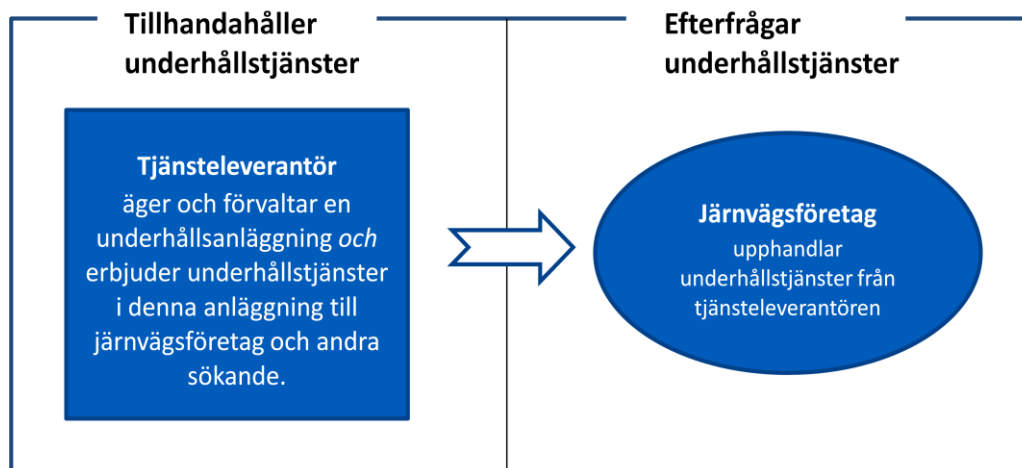 Tillhandahåller
underhållstjänster
Tjänsteleverantör
äger och förvaltar en
underhållsanläggning och
erbjuder underhållstjänster
i denna anläggning till
järnvägsföretag och andra
sökande.
Efterfrågar
underhållstjänster
Järnvägsföretag
upphandlar
underhållstjänster från
tjänsteleverantören